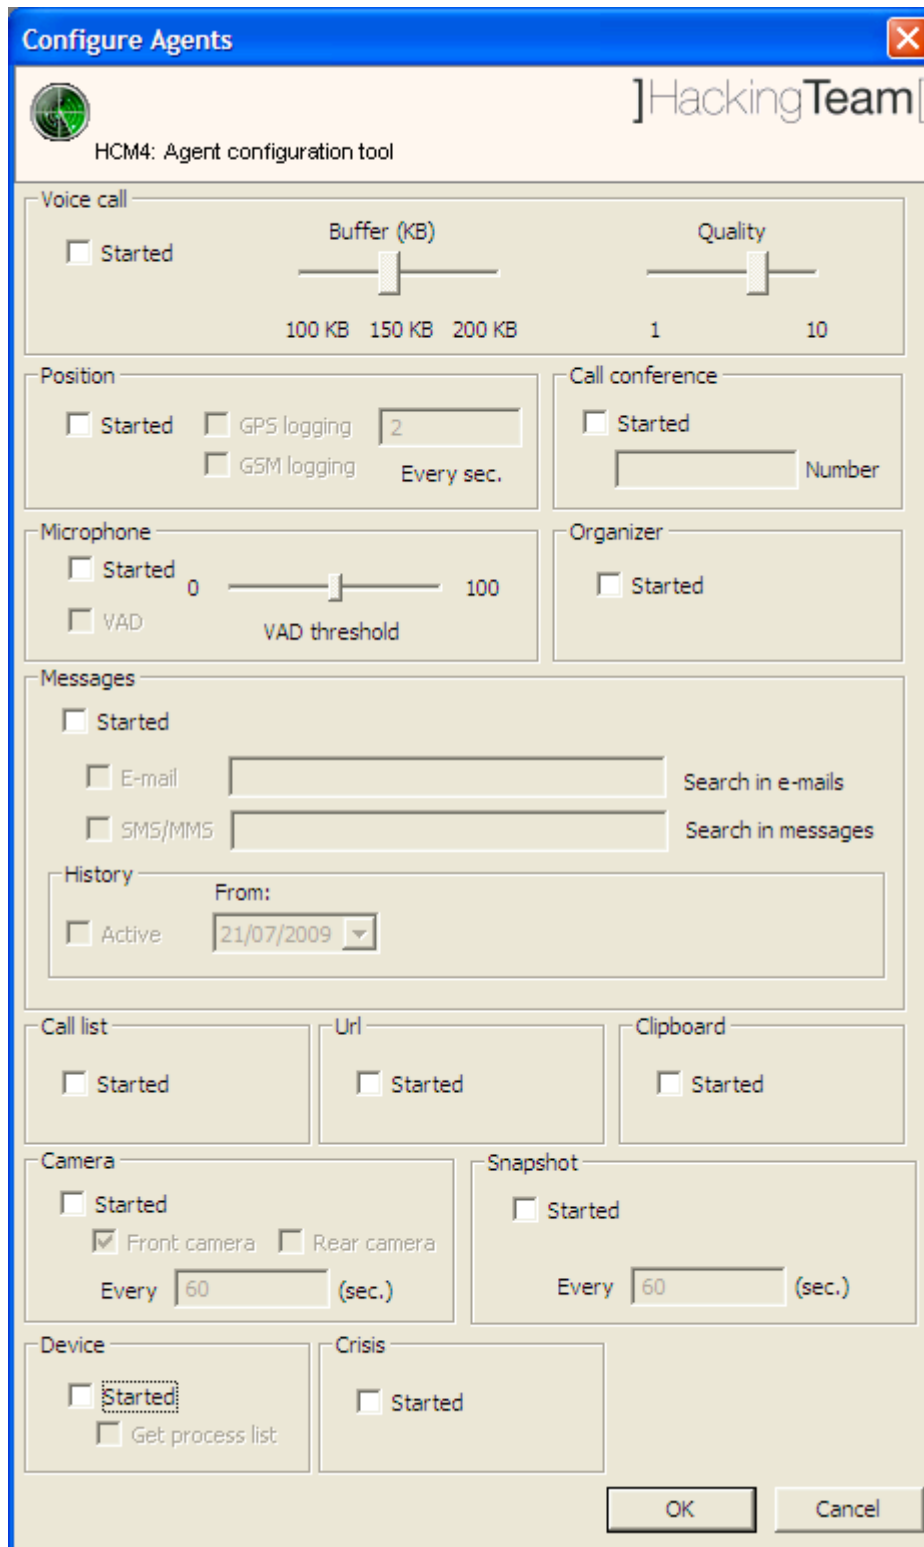 Configure Agents
]HackingTeam[
HCM4: Agent configuration tool
Voice call
Started
Buffer (KB)
100 KB 150 KB 200 KB
Quality
1 10
Position
Started
GPS logging 2
GSM logging
Every sec.
Call conference
Started
Number
Microphone
Started
0 100
VAD
VAD threshold
Organizer
Started
Messages
Started
E-mail Search in e-mails
SMS/MMS Search in messages
History
From:
Active 21/07/2009
Call list
Started
Url
Started
Clipboard
Started
Camera
Started
Front camera Rear camera
Every 60 (sec.)
Snapshot
Started
Every 60 (sec.)
Device
Started
Get process list
Crisis
Started
OK Cancel